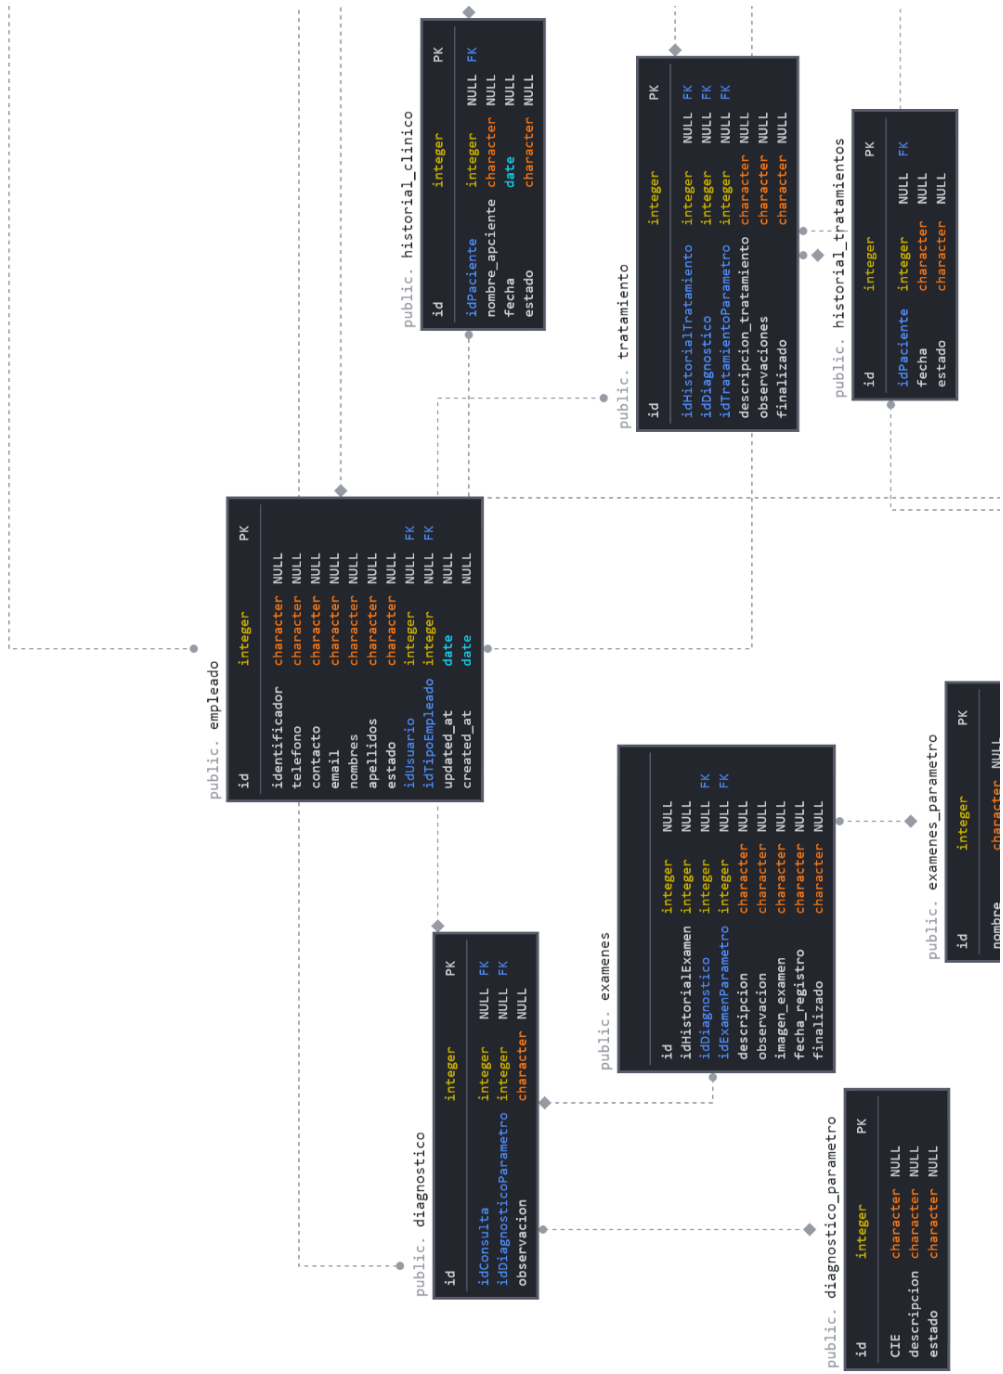 public. empleado
id integer PK
identificador character NULL
telefono character NULL
contacto character NULL
email character NULL
nombres character NULL
apellidos character NULL
estado character NULL
idUsuario integer NULL FK
idTipoEmpleado integer NULL FK
updated_at date NULL
created_at date NULL
public. historial_clinico
id integer PK
idPaciente integer NULL FK
nombre_apciente character NULL
fecha date NULL
estado character NULL
public. diagnostico
id integer PK
idConsulta integer NULL FK
idDiagnosticoParametro integer NULL FK
observacion character NULL
public. examenes
id integer NULL
idHistorialExamen integer NULL
idDiagnostico integer NULL FK
idExamenParametro integer NULL FK
descripcion character NULL
observacion character NULL
imagen_examen character NULL
fecha_registro character NULL
finalizado character NULL
public. tratamiento
id integer PK
idHistorialTratamiento integer NULL FK
idDiagnostico integer NULL FK
idTratamientoParametro integer NULL FK
descripcion_tratamiento character NULL
observaciones character NULL
finalizado character NULL
public. diagnostico_parametro
id integer PK
CIE character NULL
descripcion character NULL
estado character NULL
public. historial_tratamientos
id integer PK
idPaciente integer NULL FK
fecha character NULL
estado character NULL
public. examenes_parametro
id integer PK
nombre character NULL